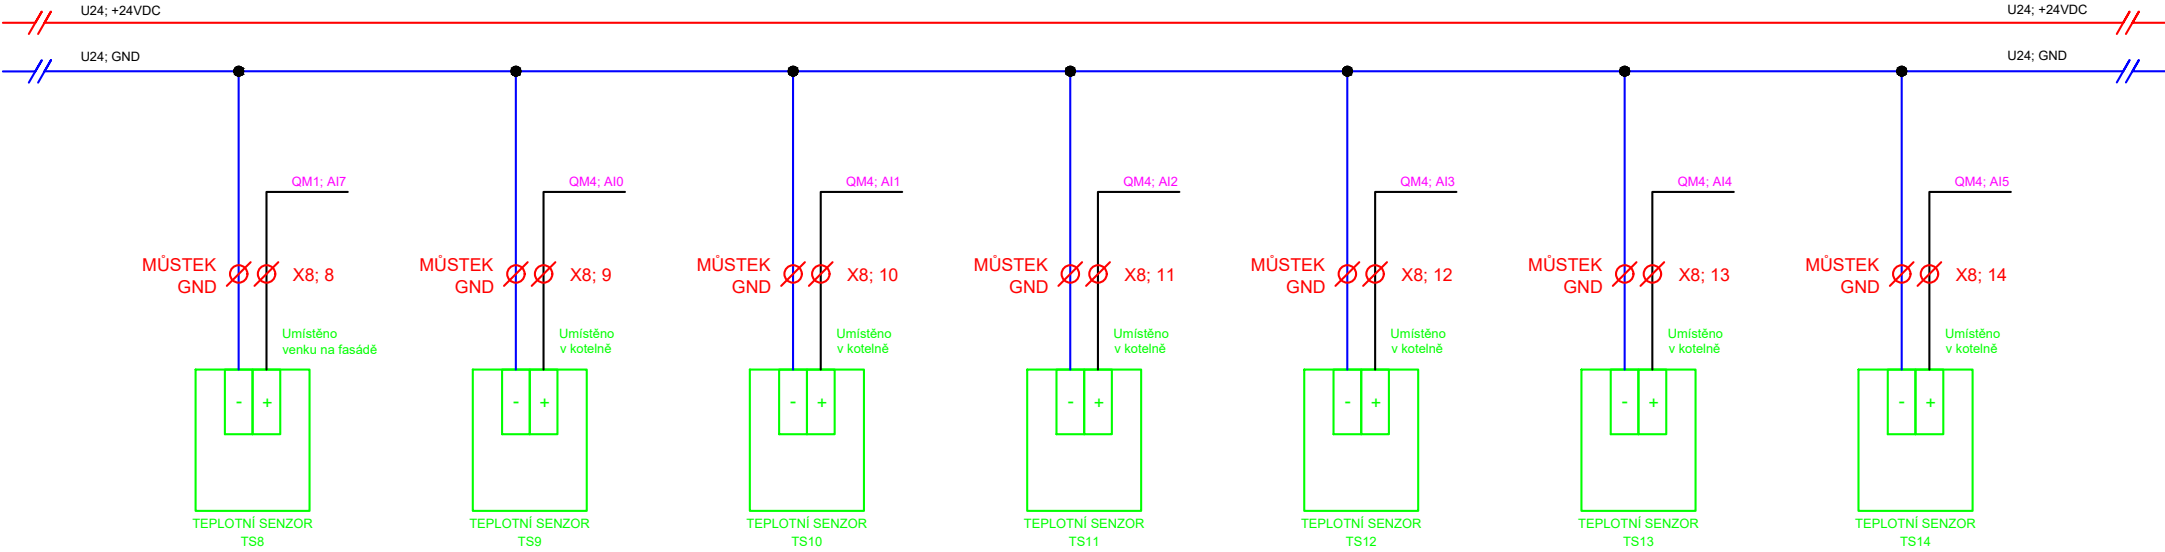 U24; +24VDC
U24; +24VDC
U24; GND
U24; GND
QM1; AI7
QM4; AI0
QM4; AI1
QM4; AI2
QM4; AI3
QM4; AI4
QM4; AI5
MŮSTEK
GND
X8; 8
MŮSTEK
GND
X8; 9
MŮSTEK
GND
X8; 10
MŮSTEK
GND
X8; 11
MŮSTEK
GND
X8; 12
MŮSTEK
GND
X8; 13
MŮSTEK
GND
X8; 14
Umístěno
venku na fasádě
Umístěno
v kotelně
Umístěno
v kotelně
Umístěno
v kotelně
Umístěno
v kotelně
Umístěno
v kotelně
Umístěno
v kotelně
- +
- +
- +
- +
- +
- +
- +
TEPLOTNÍ SENZOR
TS8
TEPLOTNÍ SENZOR
TS9
TEPLOTNÍ SENZOR
TS10
TEPLOTNÍ SENZOR
TS11
TEPLOTNÍ SENZOR
TS12
TEPLOTNÍ SENZOR
TS13
TEPLOTNÍ SENZOR
TS14